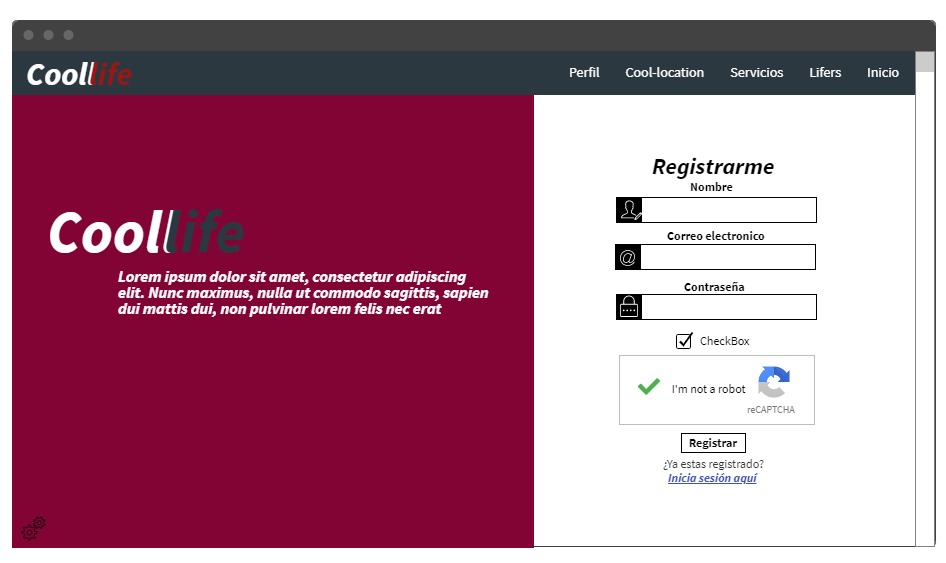 Coollife
Perfil Cool-location Servicios Lifers Inicio
Coollife
Lorem ipsum dolor sit amet, consectetur adipiscing
elit. Nunc maximus, nulla ut commodo sagittis, sapien
dui mattis dui, non pulvinar lorem felis nec erat
Registrarme
Nombre
Correo electronico
@
Contraseña
CheckBox
I'm not a robot
reCAPTCHA
Registrar
¿Ya estas registrado?
Inicia sesión aquí